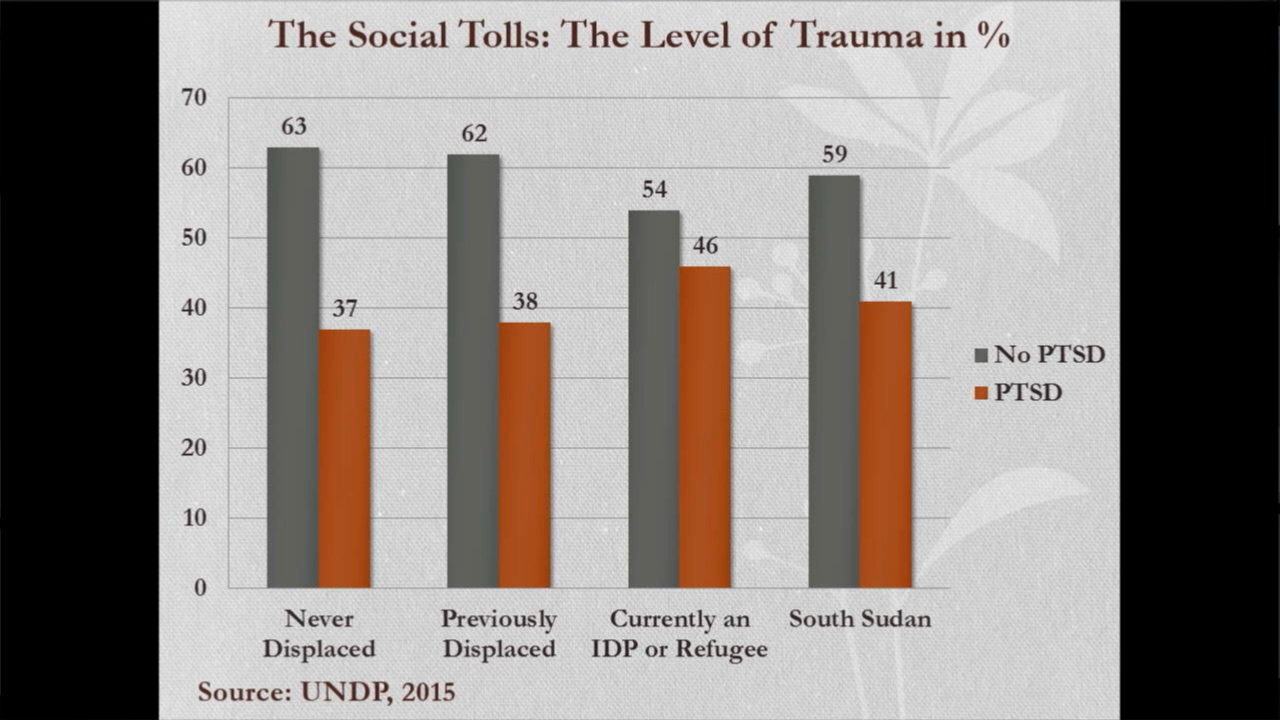 The Social Tolls: The Level of Trauma in %
70
60
50
40
30
20
10
0
63
37
62
38
54
46
59
41
No PTSD
PTSD
Never
Displaced
Previously
Displaced
Currently an
IDP or Refugee
South Sudan
Source: UNDP, 2015